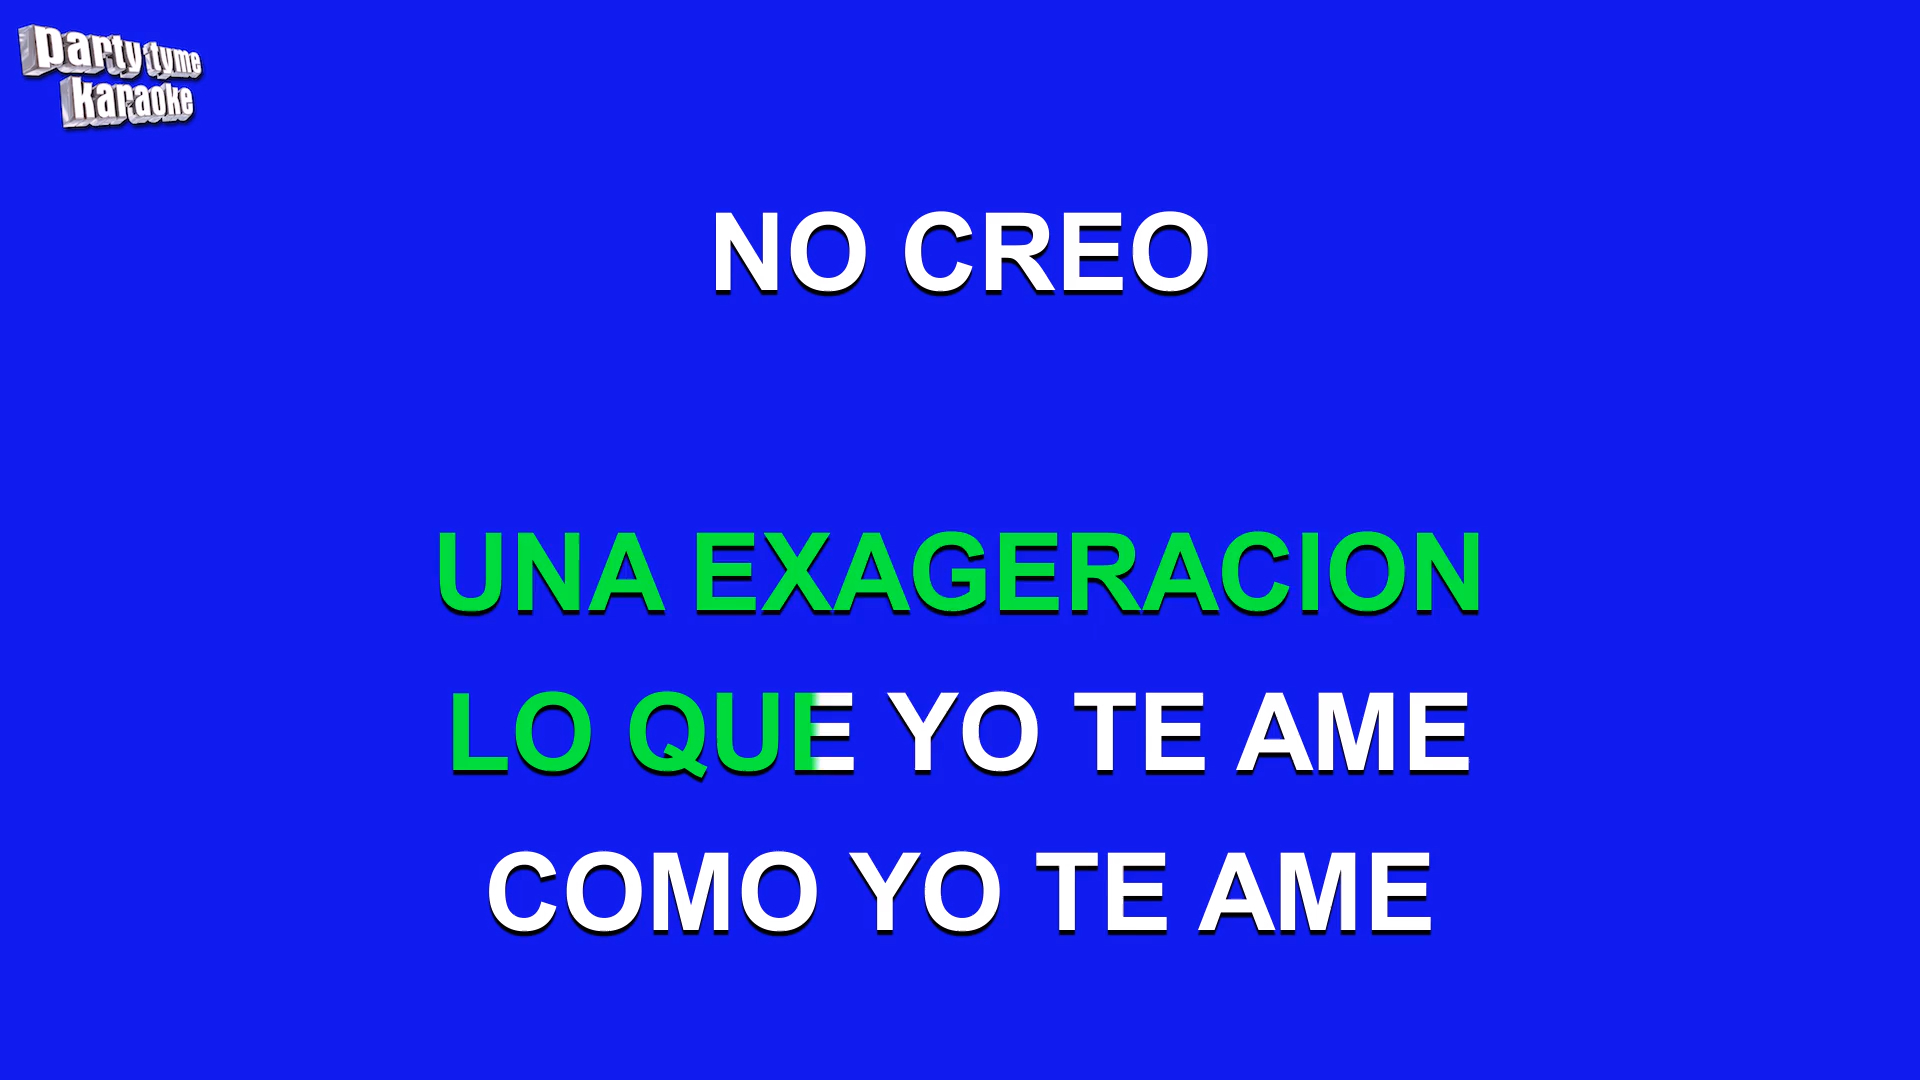 party tyme
karaoke
NO CREO
UNA EXAGERACION
LO QUE YO TE AME
COMO YO TE AME